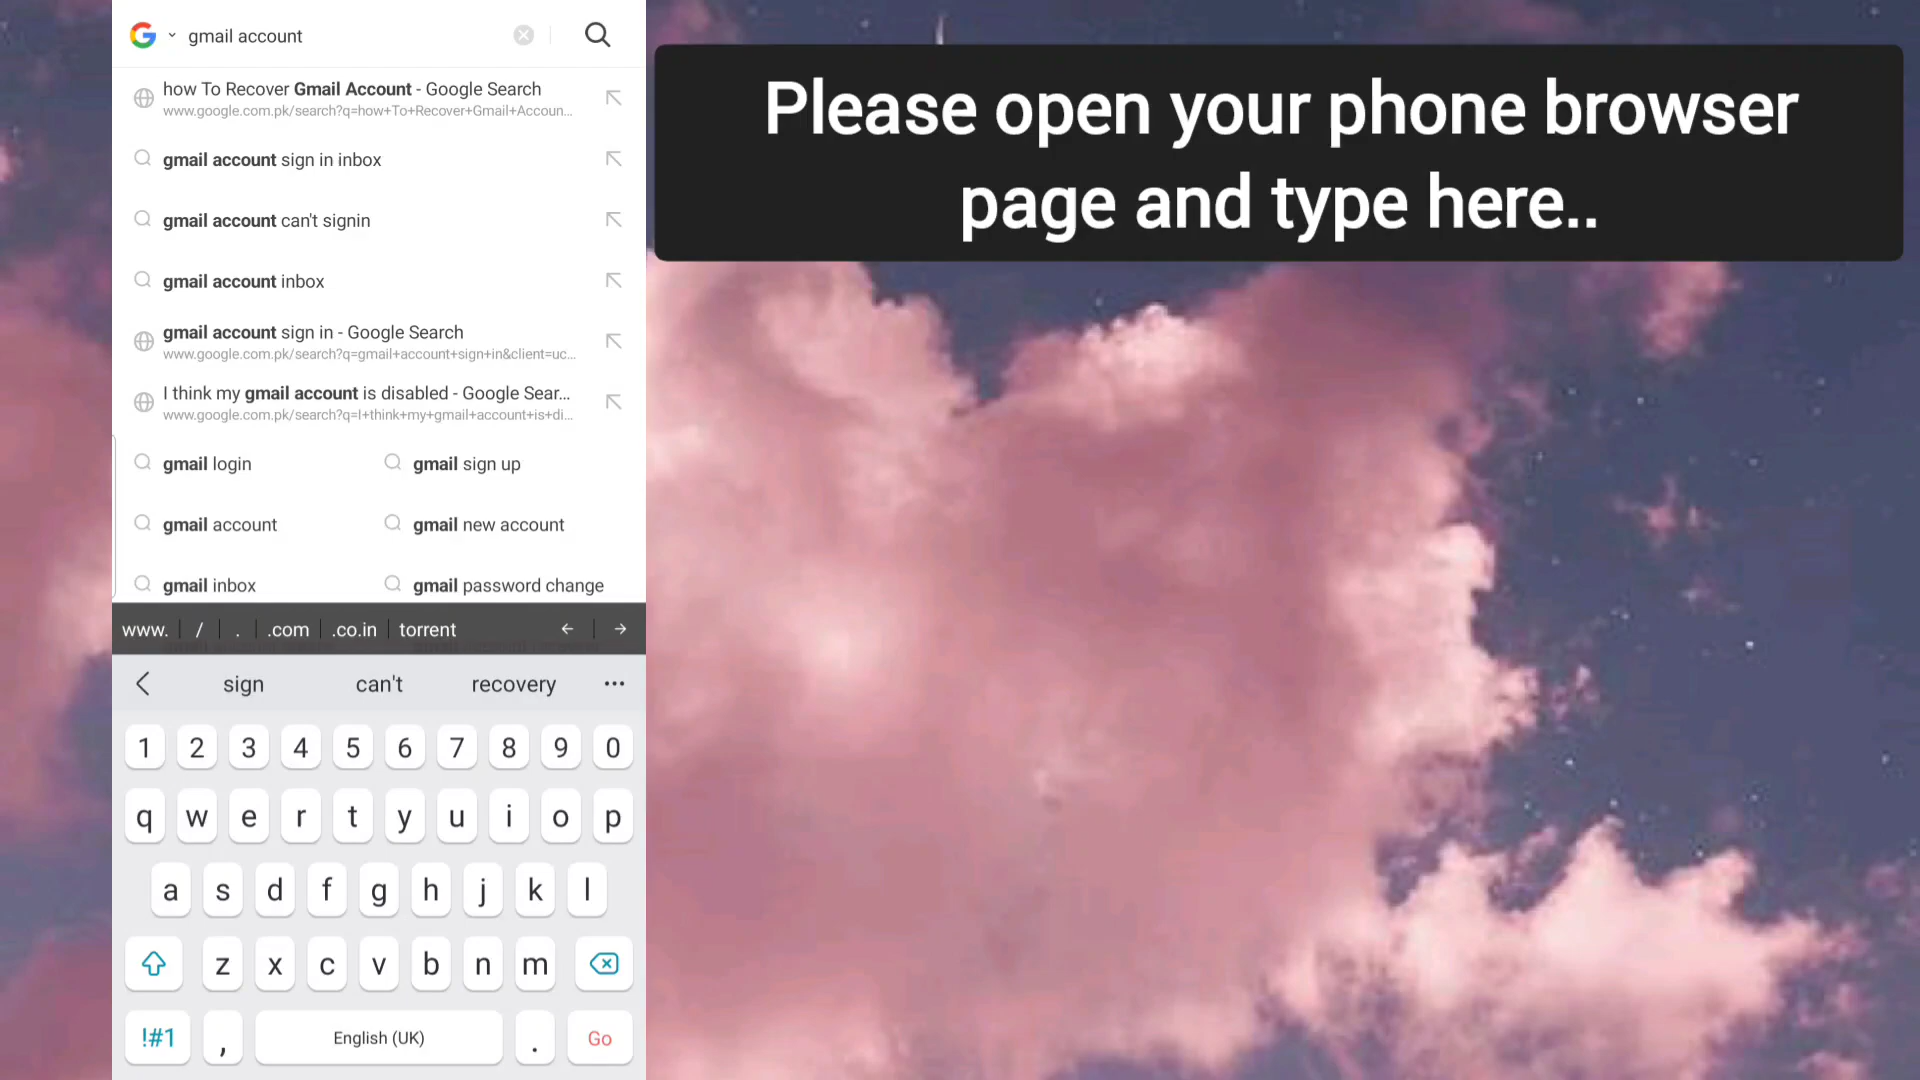 gmail account
Please open your phone browser
page and type here..
how To Recover Gmail Account - Google Search
www.google.com.pk/search?q=how+To+Recover+Gmail+Accoun...
gmail account sign in inbox
gmail account can't signin
gmail account inbox
gmail account sign in - Google Search
www.google.com.pk/search?q=gmail+account+sign+in&client=uc...
I think my gmail account is disabled - Google Sear...
www.google.com.pk/search?q=I+think+my+gmail+account+is+di...
gmail login gmail sign up
gmail account gmail new account
gmail inbox gmail password change
www. / . .com .co.in torrent
sign can't recovery ...
1 2 3 4 5 6 7 8 9 0
q w e r t y u i o p
a s d f g h j k l
z x c v b n m
!#1 , English (UK) . Go